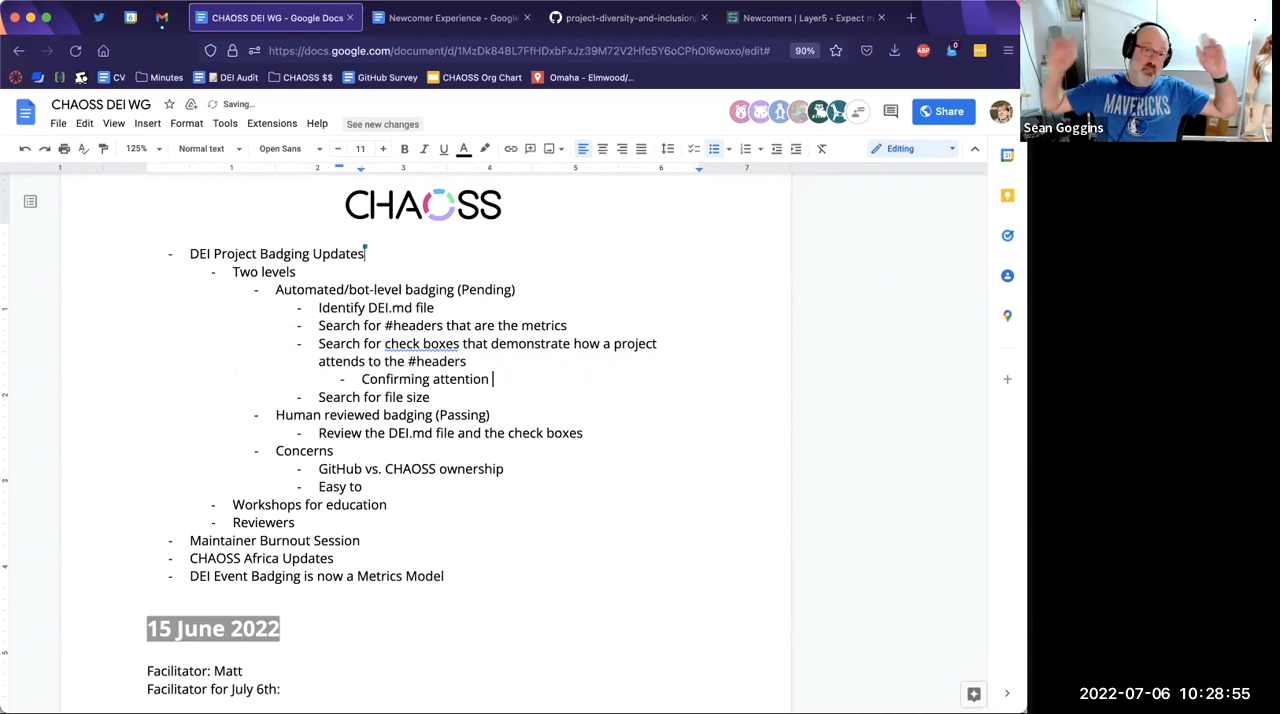 CHAOSS DEI WG - Google Docs
Newcomer Experience - Google
project-diversity-and-inclusion/
Newcomers | Layer5 - Expect m
https://docs.google.com/document/d/1MzDk84BL7FfHDxbFxJz39M72V2Hfc5Y6oCPhOl6woxo/edit#
90%
CV
Minutes
DEI Audit
CHAOSS $$
GitHub Survey
CHAOSS Org Chart
Omaha - Elmwood/...
CHAOSS DEI WG
Saving...
File Edit View Insert Format Tools Extensions Help
See new changes
Share
125%
Normal text
Open Sans
11
Editing
CHAOSS
- DEI Project Badging Updates
- Two levels
- Automated/bot-level badging (Pending)
- Identify DEI.md file
- Search for #headers that are the metrics
- Search for check boxes that demonstrate how a project
attends to the #headers
- Confirming attention
- Search for file size
- Human reviewed badging (Passing)
- Review the DEI.md file and the check boxes
- Concerns
- GitHub vs. CHAOSS ownership
- Easy to
- Workshops for education
- Reviewers
- Maintainer Burnout Session
- CHAOSS Africa Updates
- DEI Event Badging is now a Metrics Model
15 June 2022
Facilitator: Matt
Facilitator for July 6th:
MAVERICKS
Sean Goggins
2022-07-06 10:28:55